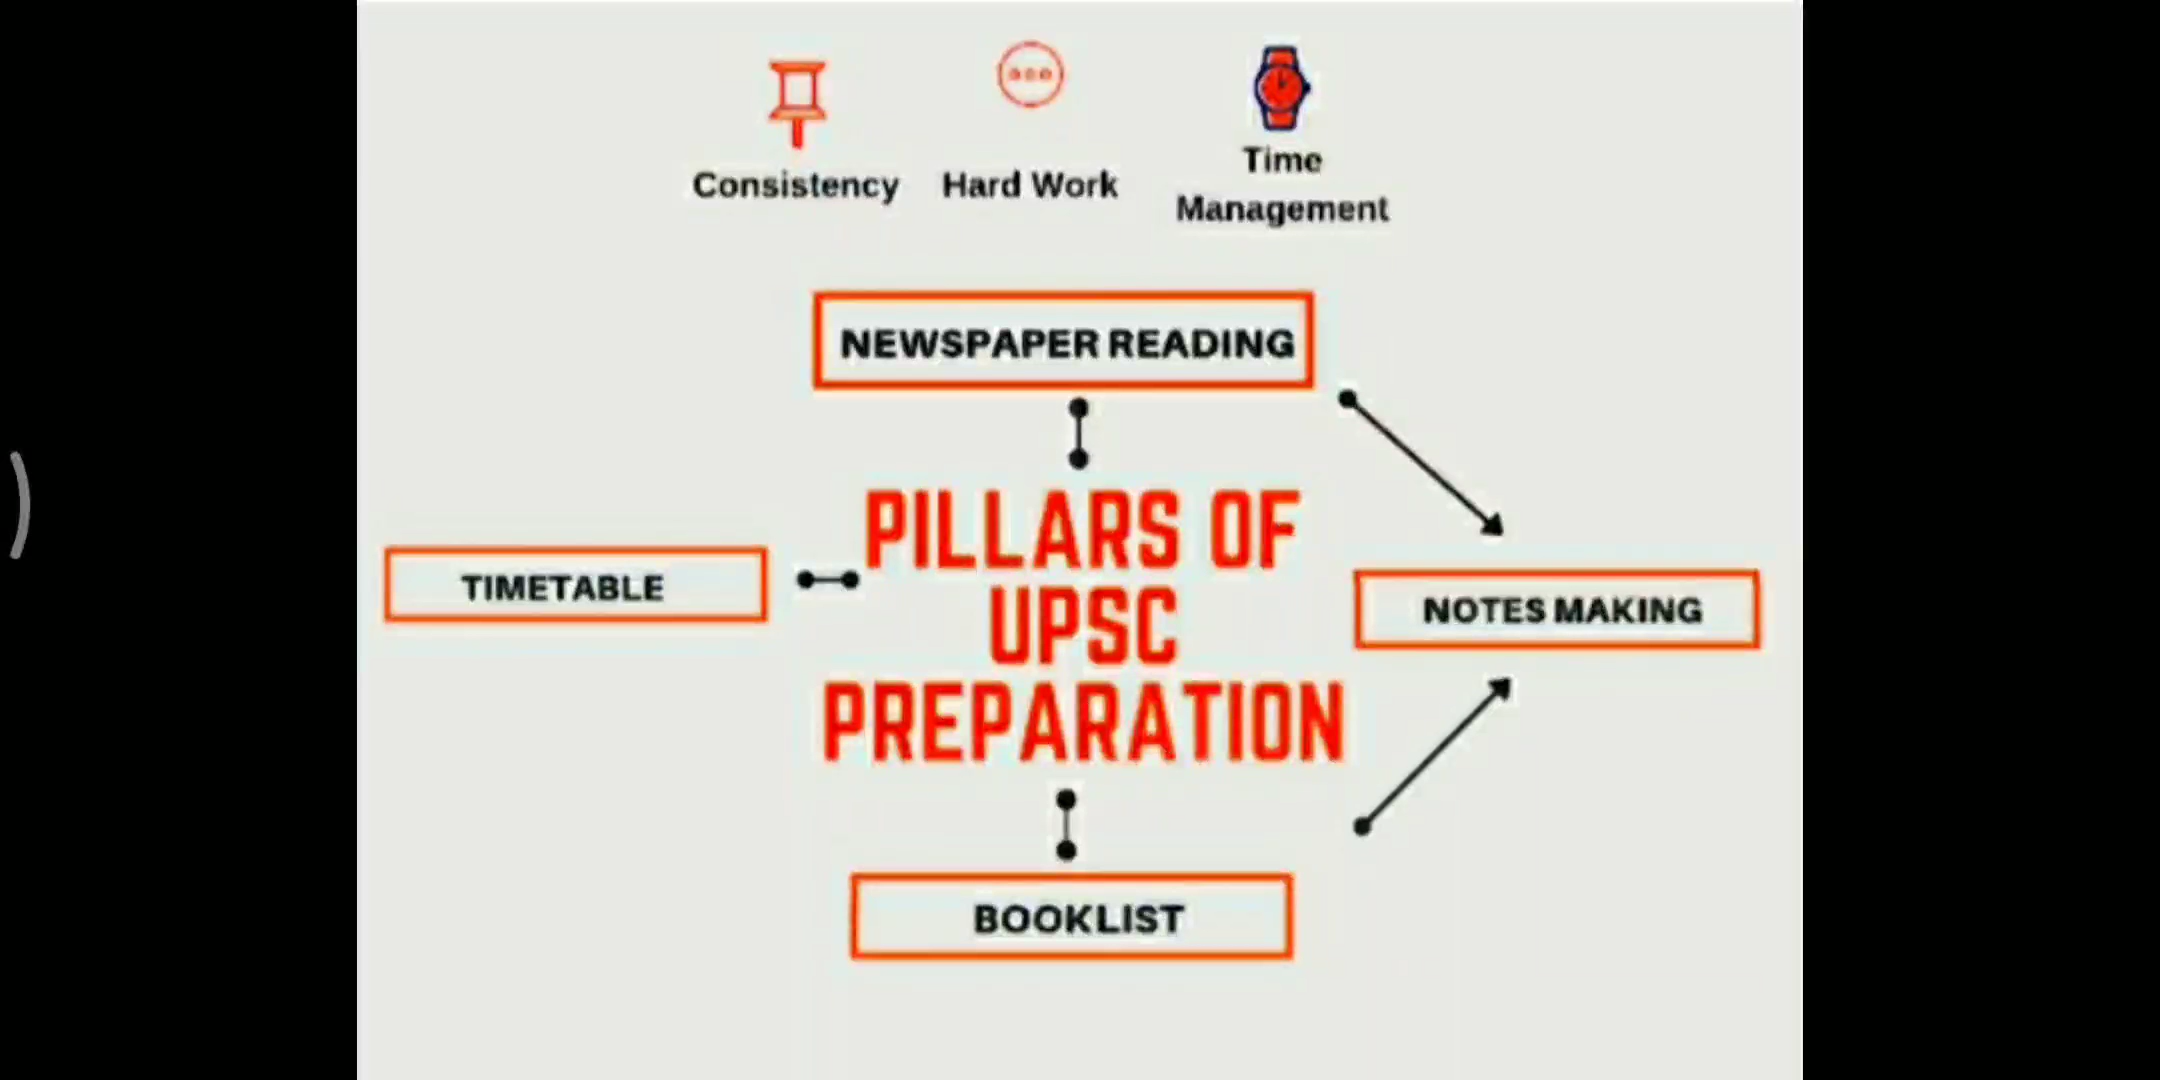 Consistency
Hard Work
Time
Management
NEWSPAPER READING
PILLARS OF
UPSC
PREPARATION
TIMETABLE
NOTES MAKING
BOOKLIST